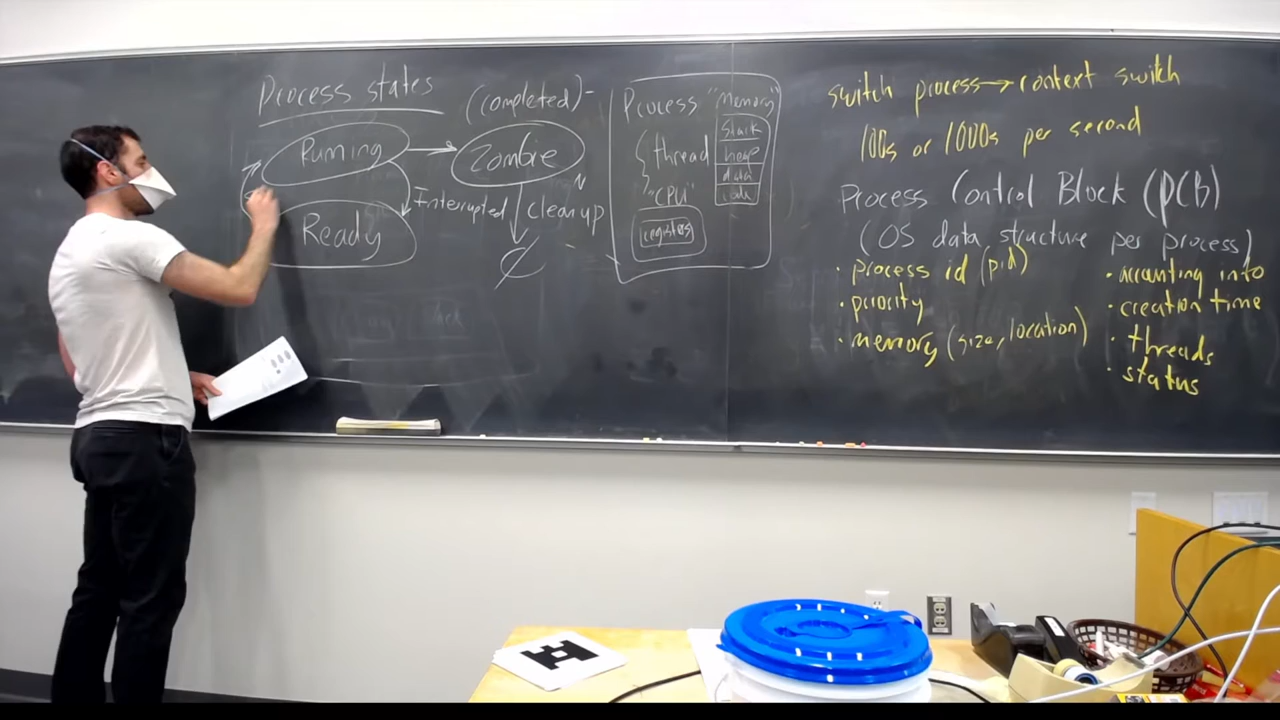 Process states
(completed)
Running
Zombie
Ready
Interrupted
cleanup
Process "Memory"
stack
thread
heap
data
code
"CPU"
registers
switch process → context switch
100s or 1000s per second
Process Control Block (PCB)
(OS data structure per process)
• process id (pid)
• priority
• memory (size, location)
• accounting info
• creation time
• threads
• status